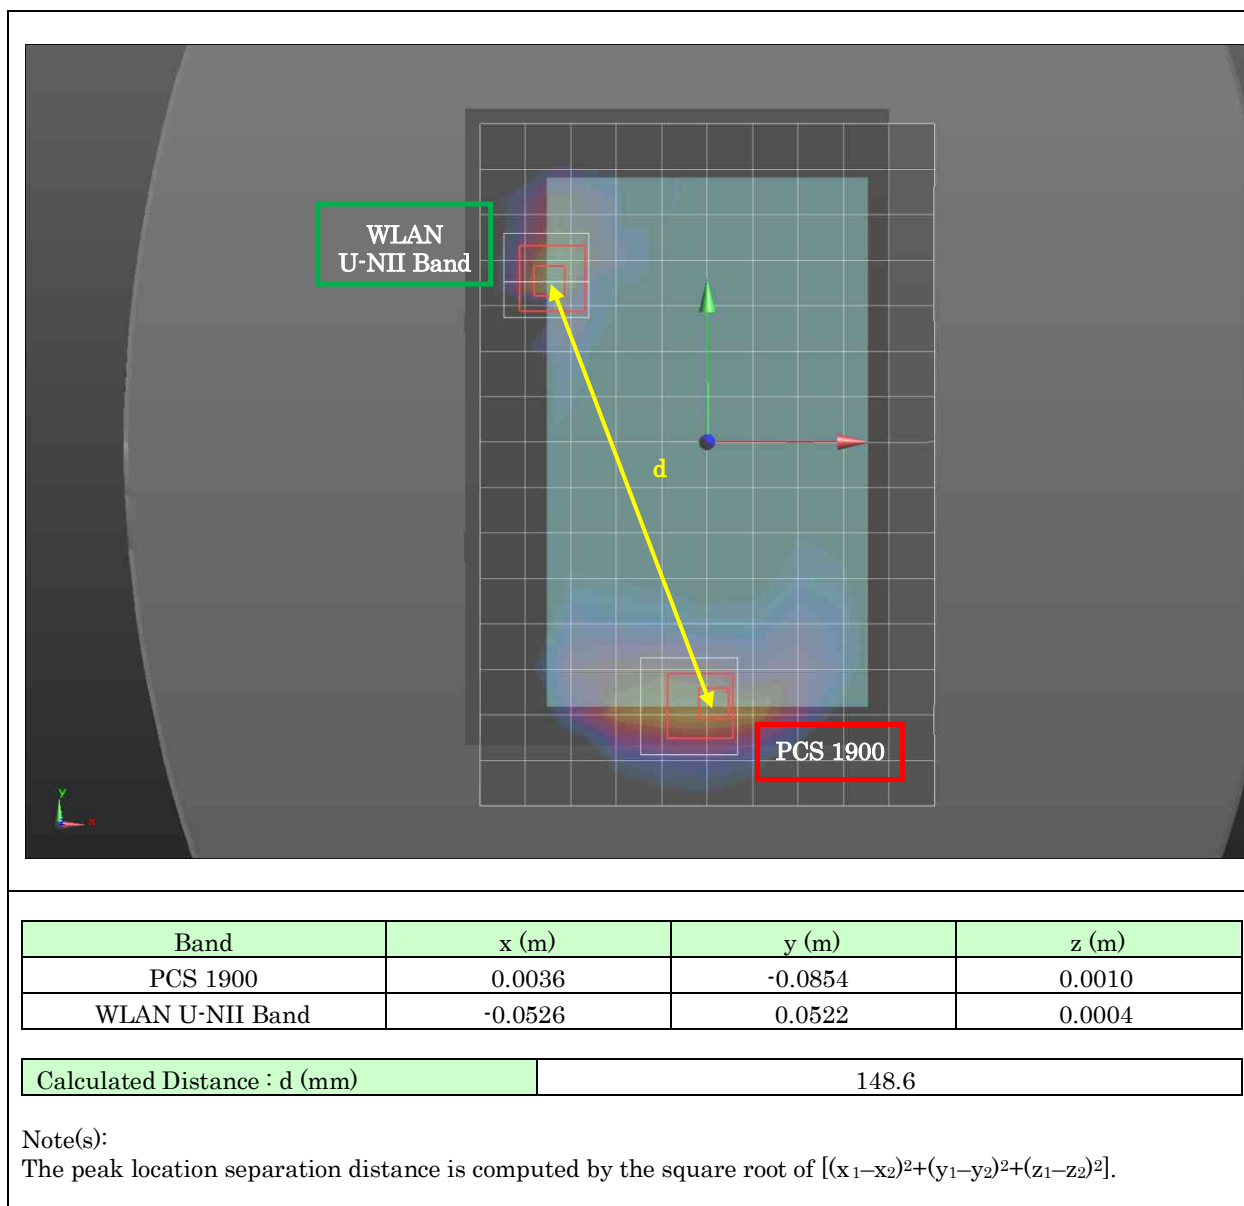 WLAN
U-NII Band
d
PCS 1900
y
x
Band x (m) y (m) z (m)
PCS 1900 0.0036 -0.0854 0.0010
WLAN U-NII Band -0.0526 0.0522 0.0004
Calculated Distance : d (mm) 148.6
Note(s):
The peak location separation distance is computed by the square root of [(x₁–x₂)²+(y₁–y₂)²+(z₁–z₂)²].